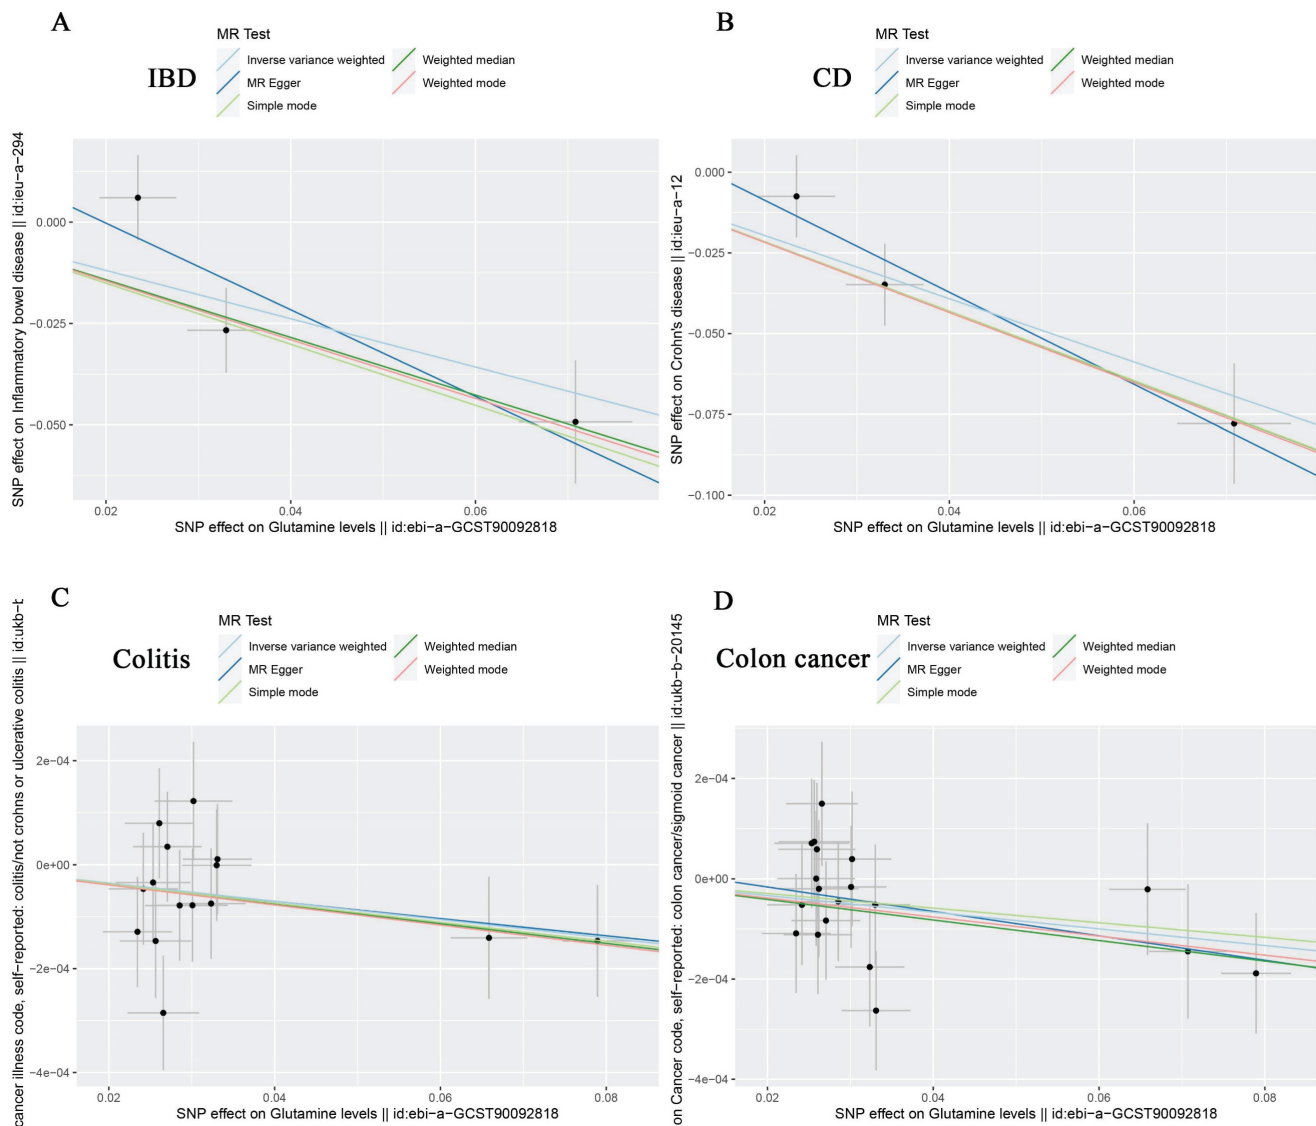 A
MR Test
Inverse variance weighted
Weighted median
IBD
MR Egger
Weighted mode
Simple mode
SNP effect on Inflammatory bowed disease || id:ieu−a−294
0.000
−0.025
−0.050
0.02
0.04
0.06
SNP effect on Glutamine levels || id:ebi−a−GCST90092818
B
MR Test
Inverse variance weighted
Weighted median
CD
MR Egger
Weighted mode
Simple mode
SNP effect on Crohn's disease || id:ieu−a−12
0.000
−0.025
−0.050
−0.075
−0.100
0.02
0.04
0.06
SNP effect on Glutamine levels || id:ebi−a−GCST90092818
C
MR Test
Inverse variance weighted
Weighted median
Colitis
MR Egger
Weighted mode
Simple mode
cancer illness code, self−reported: colitis/not crohns or ulcerative colitis || id:ukb−b
2e−04
0e+00
−2e−04
−4e−04
0.02
0.04
0.06
0.08
SNP effect on Glutamine levels || id:ebi−a−GCST90092818
D
MR Test
Inverse variance weighted
Weighted median
Colon cancer
MR Egger
Weighted mode
Simple mode
on Cancer code, self−reported: colon cancer/sigmoid cancer || id:ukb−b−20145
2e−04
0e+00
−2e−04
−4e−04
0.02
0.04
0.06
0.08
SNP effect on Glutamine levels || id:ebi−a−GCST90092818